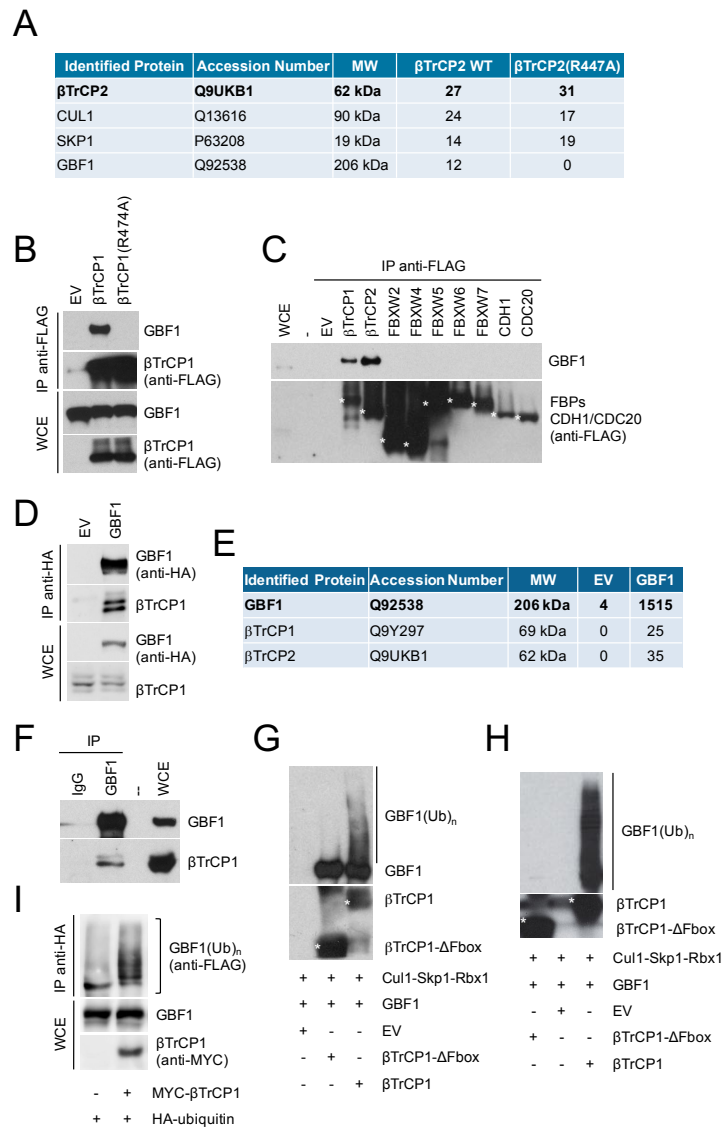 A
Identified Protein Accession Number MW βTrCP2 WT βTrCP2(R447A)
βTrCP2 Q9UKB1 62 kDa 27 31
CUL1 Q13616 90 kDa 24 17
SKP1 P63208 19 kDa 14 19
GBF1 Q92538 206 kDa 12 0
B
EV
βTrCP1
βTrCP1(R474A)
IP anti-FLAG
GBF1
βTrCP1
(anti-FLAG)
WCE
GBF1
βTrCP1
(anti-FLAG)
C
IP anti-FLAG
WCE
-
EV
βTrCP1
βTrCP2
FBXW2
FBXW4
FBXW5
FBXW6
FBXW7
CDH1
CDC20
GBF1
FBPs
CDH1/CDC20
(anti-FLAG)
* * * * * * * * *
D
EV
GBF1
IP anti-HA
GBF1
(anti-HA)
βTrCP1
WCE
GBF1
(anti-HA)
βTrCP1
E
Identified Protein Accession Number MW EV GBF1
GBF1 Q92538 206 kDa 4 1515
βTrCP1 Q9Y297 69 kDa 0 25
βTrCP2 Q9UKB1 62 kDa 0 35
F
IP
IgG
GBF1
--
WCE
GBF1
βTrCP1
G
GBF1(Ub)n
GBF1
* βTrCP1
* βTrCP1-ΔFbox
+ + + Cul1-Skp1-Rbx1
+ + + GBF1
+ - - EV
- + - βTrCP1-ΔFbox
- - + βTrCP1
H
GBF1(Ub)n
* βTrCP1
* βTrCP1-ΔFbox
+ + + Cul1-Skp1-Rbx1
+ + + GBF1
- + - EV
+ - - βTrCP1-ΔFbox
- - + βTrCP1
I
IP anti-HA
GBF1(Ub)n
(anti-FLAG)
WCE
GBF1
βTrCP1
(anti-MYC)
- + MYC-βTrCP1
+ + HA-ubiquitin